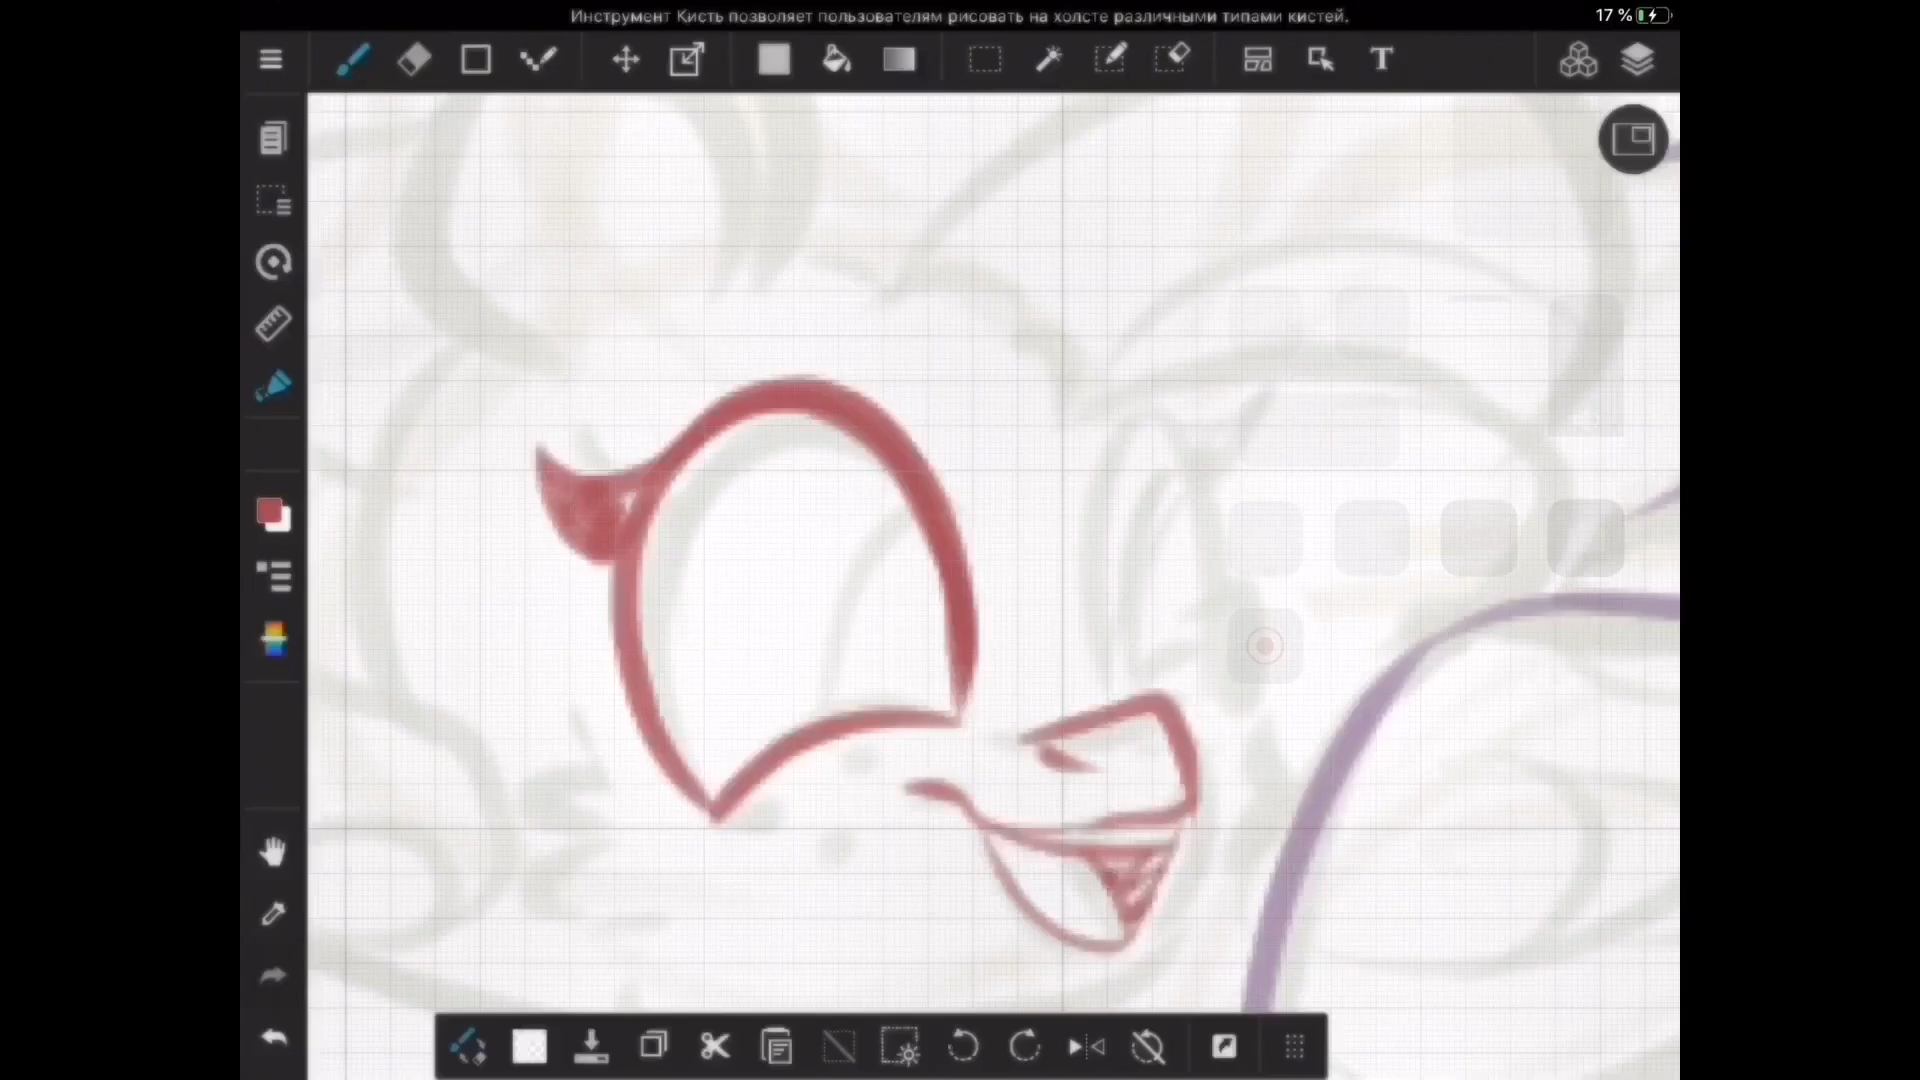 Инструмент Кисть позволяет пользователям рисовать на холсте различными типами кистей.
17 %
T